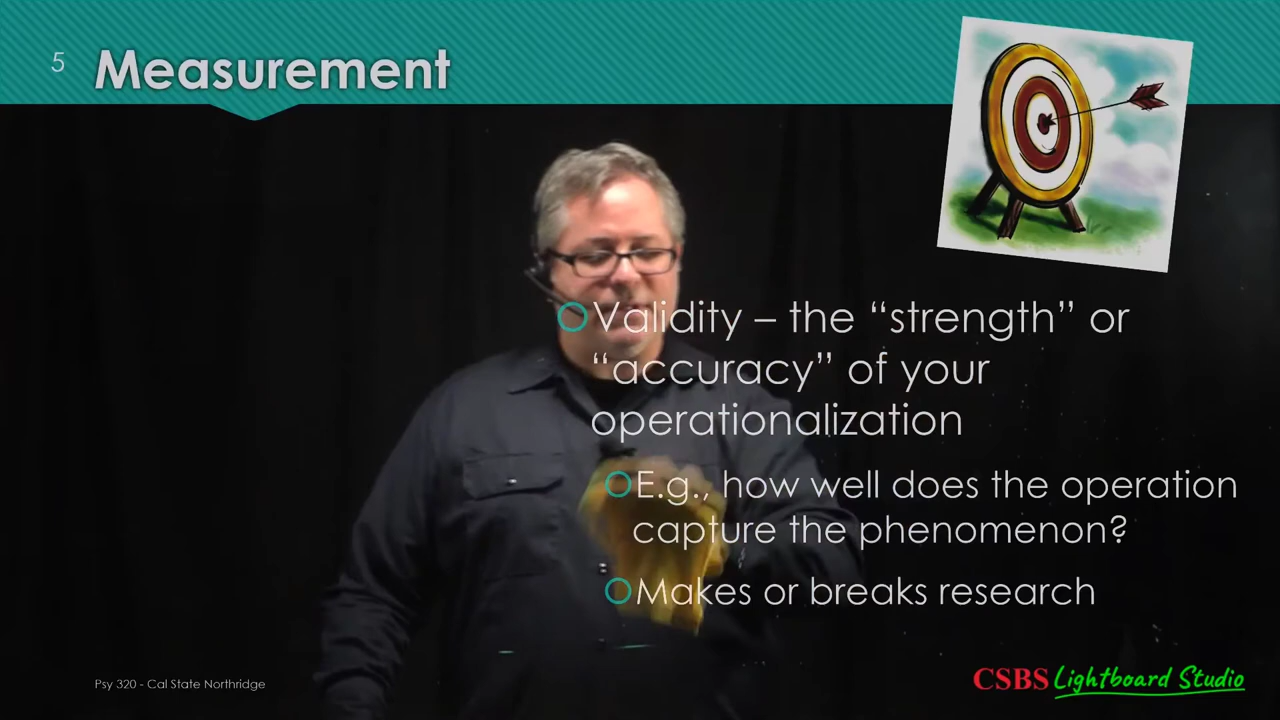 5
Measurement
Validity – the “strength” or
“accuracy” of your
operationalization
E.g., how well does the operation
capture the phenomenon?
Makes or breaks research
Psy 320 - Cal State Northridge
CSBS Lightboard Studio